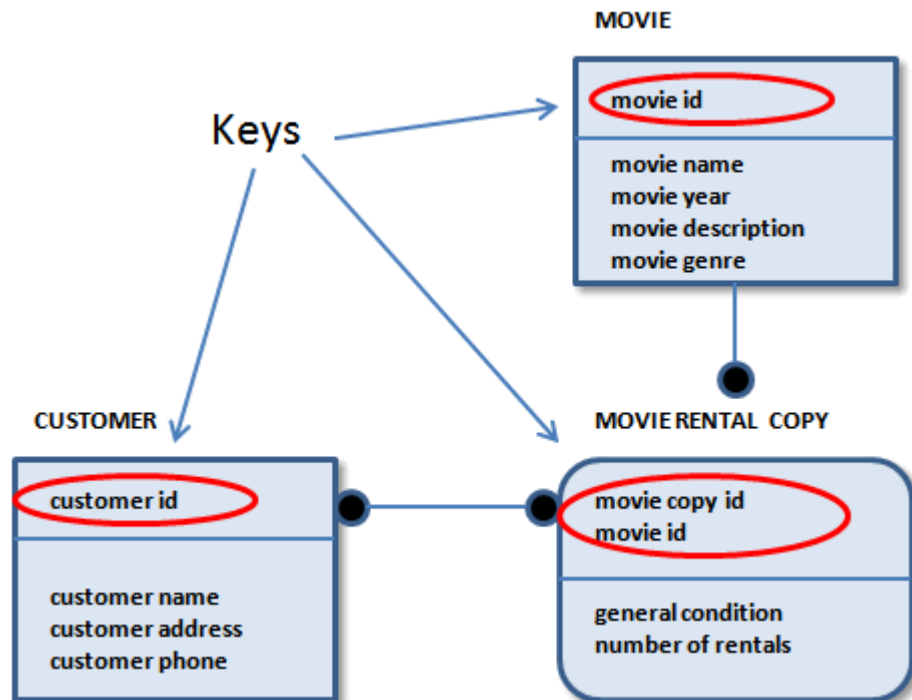 MOVIE
movie id
Keys
movie name
movie year
movie description
movie genre
CUSTOMER
MOVIE RENTAL COPY
customer id
movie copy id
movie id
customer name
customer address
customer phone
general condition
number of rentals